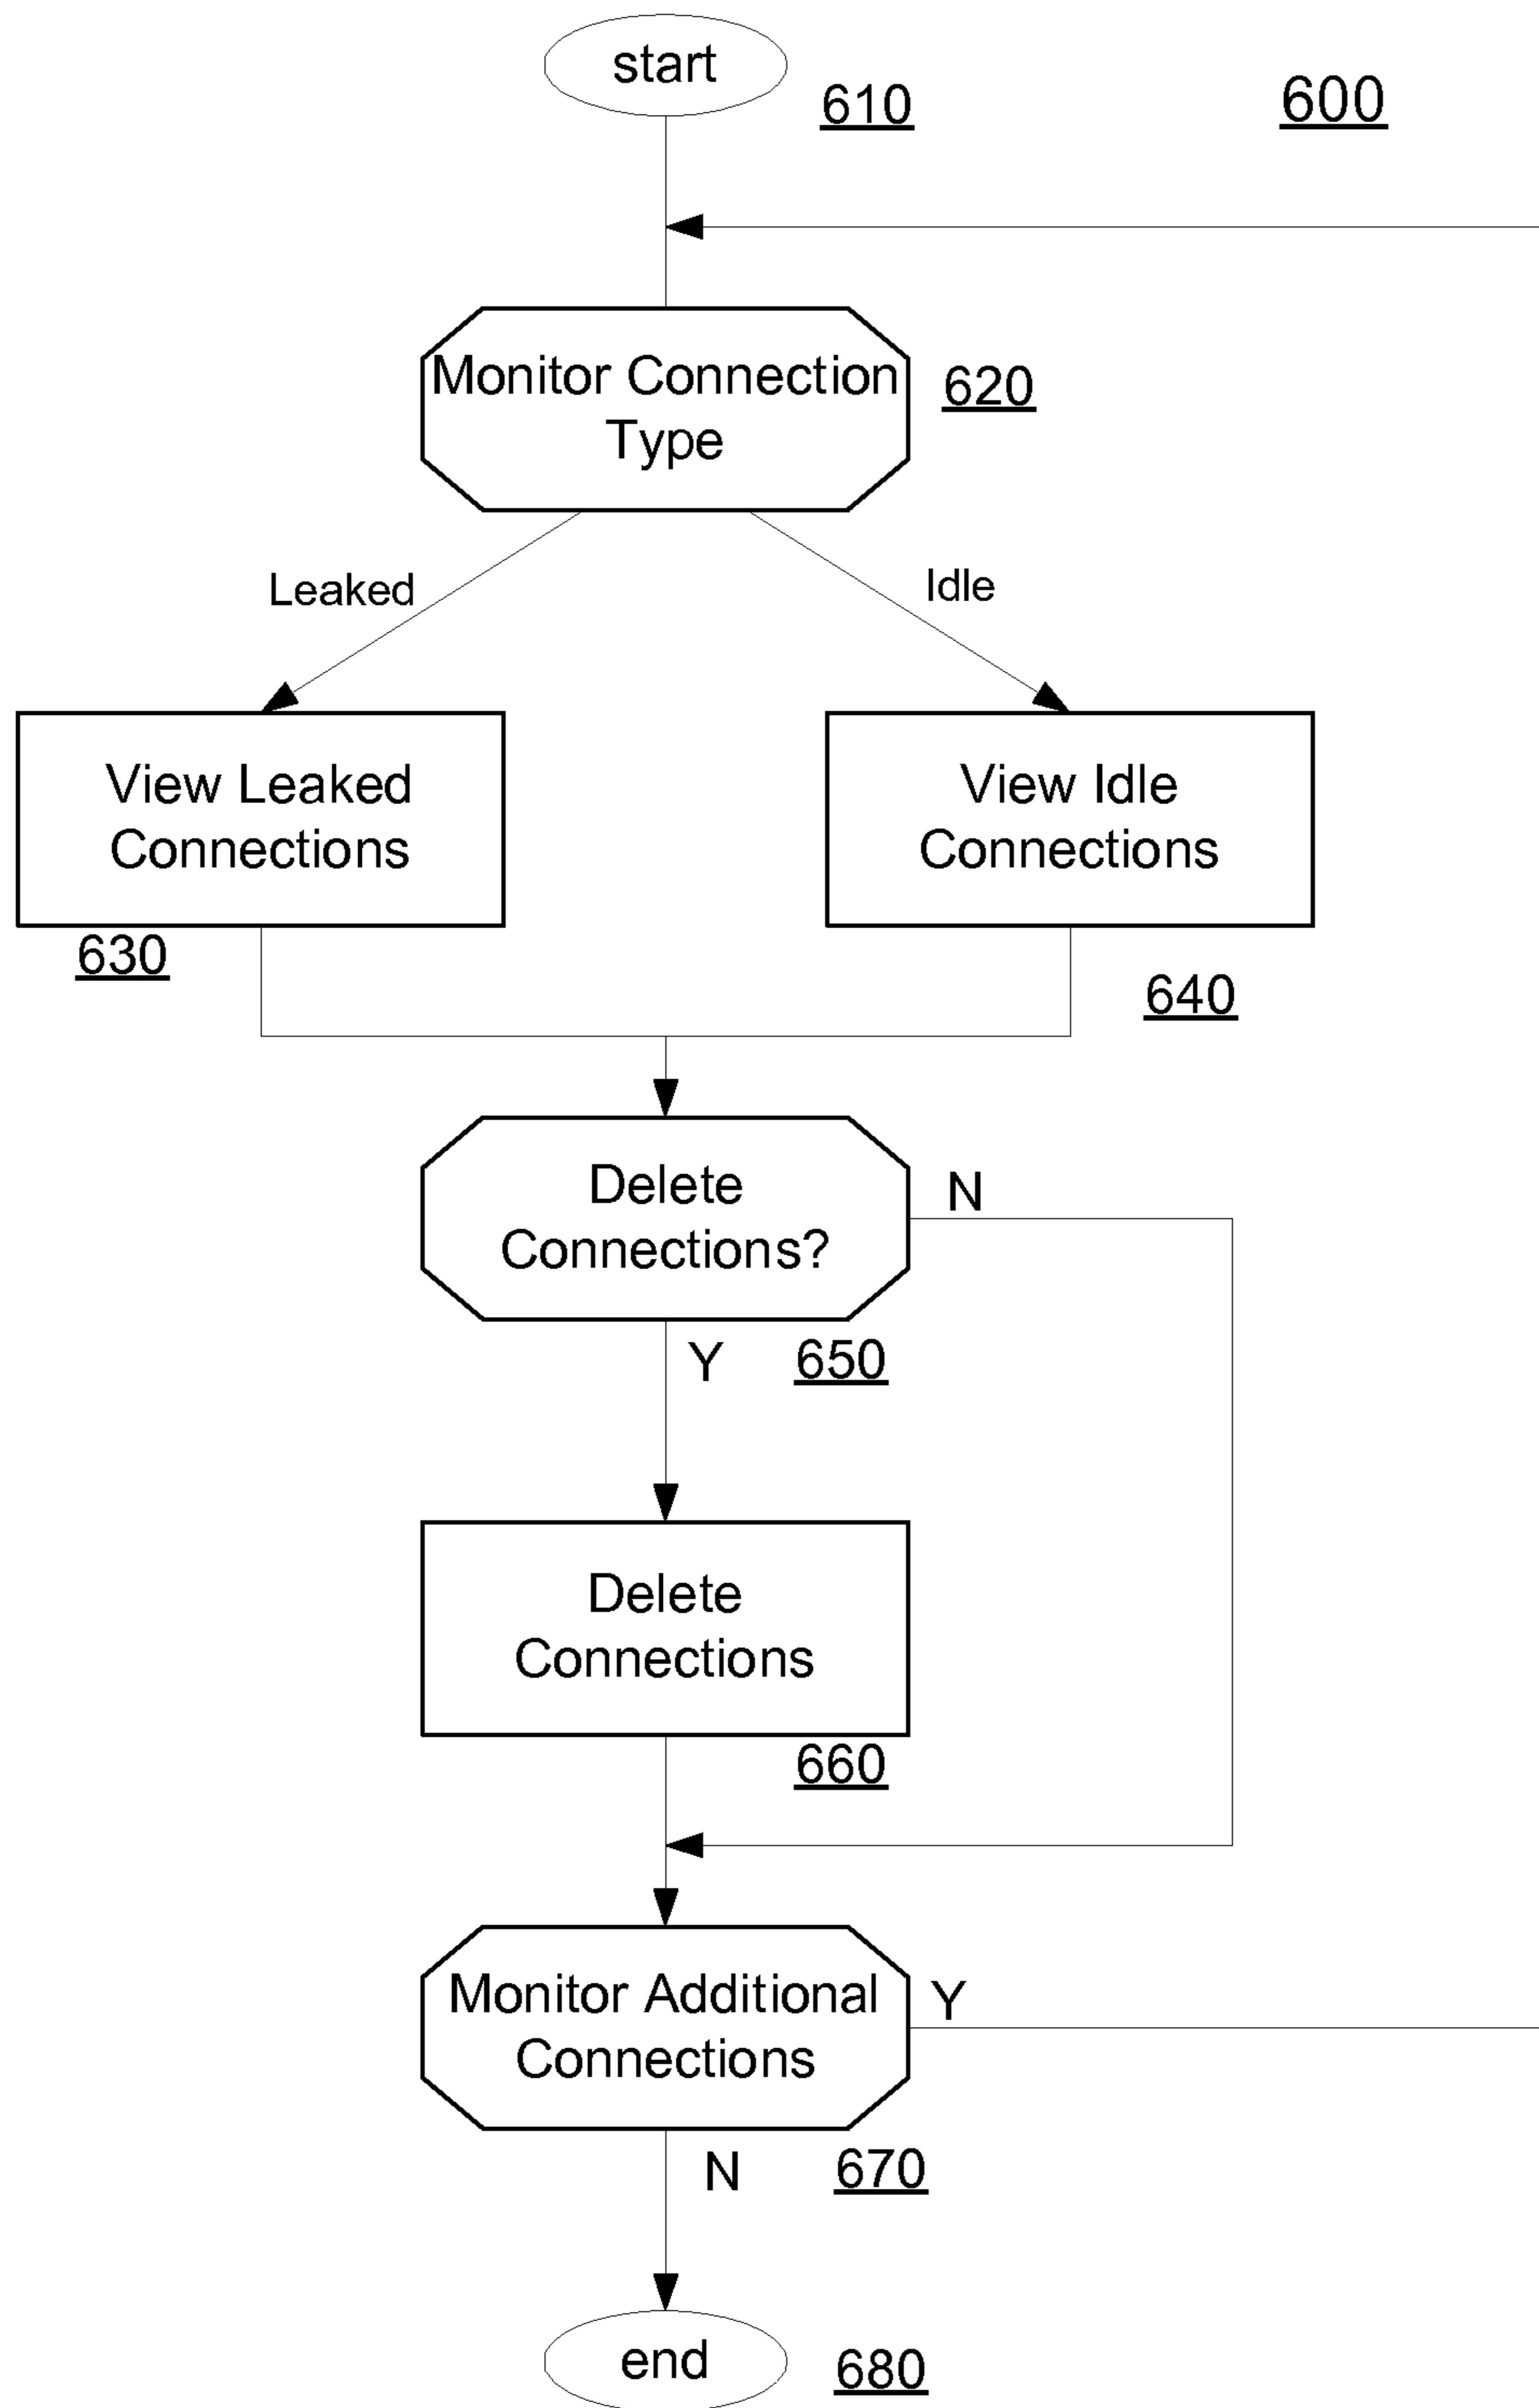 start
610
600
Monitor Connection
Type
620
Leaked
Idle
View Leaked
Connections
View Idle
Connections
630
640
Delete
Connections?
N
Y
650
Delete
Connections
660
Monitor Additional
Connections
Y
N
670
end
680